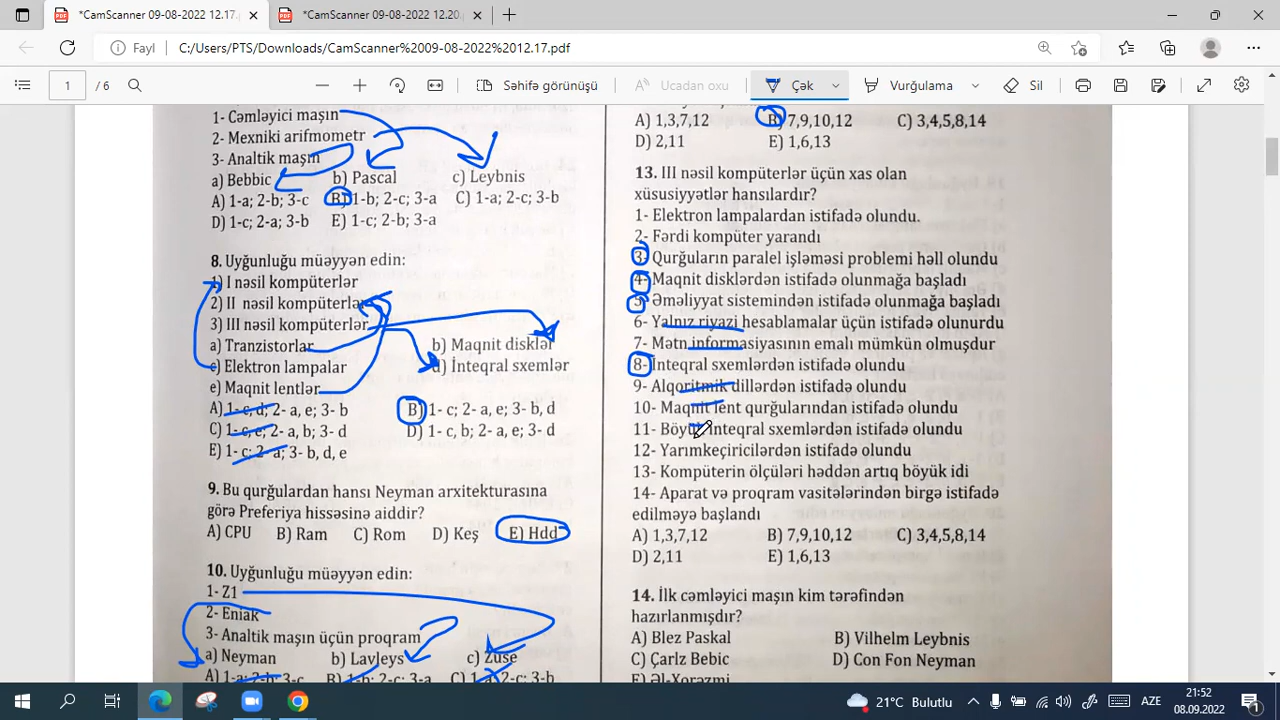 *CamScanner 09-08-2022 12.17.p
*CamScanner 09-08-2022 12.20.p
Fayl
C:/Users/PTS/Downloads/CamScanner%2009-08-2022%2012.17.pdf
1 / 6
Səhifə görünüşü
Ucadan oxu
Çək
Vurğulama
Sil
1- Cəmləyici maşın
2- Mexniki arifmometr
3- Analtik maşın
a) Bebbic b) Pascal c) Leybnis
A) 1-a; 2-b; 3-c B) 1-b; 2-c; 3-a C) 1-a; 2-c; 3-b
D) 1-c; 2-a; 3-b E) 1-c; 2-b; 3-a
8. Uyğunluğu müəyyən edin:
1) I nəsil kompüterlər
2) II nəsil kompüterlər
3) III nəsil kompüterlər
a) Tranzistorlar b) Maqnit disklər
c) Elektron lampalar d) İnteqral sxemlər
e) Maqnit lentlər
A) 1- c, d; 2- a, e; 3- b B) 1- c; 2- a, e; 3- b, d
C) 1- c, e; 2- a, b; 3- d D) 1- c, b; 2- a, e; 3- d
E) 1- c; 2- a; 3- b, d, e
9. Bu qurğulardan hansı Neyman arxitekturasına
görə Preferiya hissəsinə aiddir?
A) CPU B) Ram C) Rom D) Keş E) Hdd
10. Uyğunluğu müəyyən edin:
1- Z1
2- Eniak
3- Analtik maşın üçün proqram
a) Neyman b) Lavleys c) Zuse
A) 1-a; 2-b; 3-c B) 1-b; 2-c; 3-a C) 1-a; 2-c; 3-b
A) 1,3,7,12 B) 7,9,10,12 C) 3,4,5,8,14
D) 2,11 E) 1,6,13
13. III nəsil kompüterlər üçün xas olan
xüsusiyyətlər hansılardır?
1- Elektron lampalardan istifadə olundu.
2- Fərdi kompüter yarandı
3- Qurğuların paralel işləməsi problemi həll olundu
4- Maqnit disklərdən istifadə olunmağa başladı
5- Əməliyyat sistemindən istifadə olunmağa başladı
6- Yalnız riyazi hesablamalar üçün istifadə olunurdu
7- Mətn informasiyasının emalı mümkün olmuşdur
8- İnteqral sxemlərdən istifadə olundu
9- Alqoritmik dillərdən istifadə olundu
10- Maqnit lent qurğularından istifadə olundu
11- Böyük inteqral sxemlərdən istifadə olundu
12- Yarımkeçiricilərdən istifadə olundu
13- Kompüterin ölçüləri həddən artıq böyük idi
14- Aparat və proqram vasitələrindən birgə istifadə
edilməyə başlandı
A) 1,3,7,12 B) 7,9,10,12 C) 3,4,5,8,14
D) 2,11 E) 1,6,13
14. İlk cəmləyici maşın kim tərəfindən
hazırlanmışdır?
A) Blez Paskal B) Vilhelm Leybnis
C) Çarlz Bebic D) Con Fon Neyman
E) Əl-Xorəzmi
21°C Bulutlu
AZE
21:52
08.09.2022